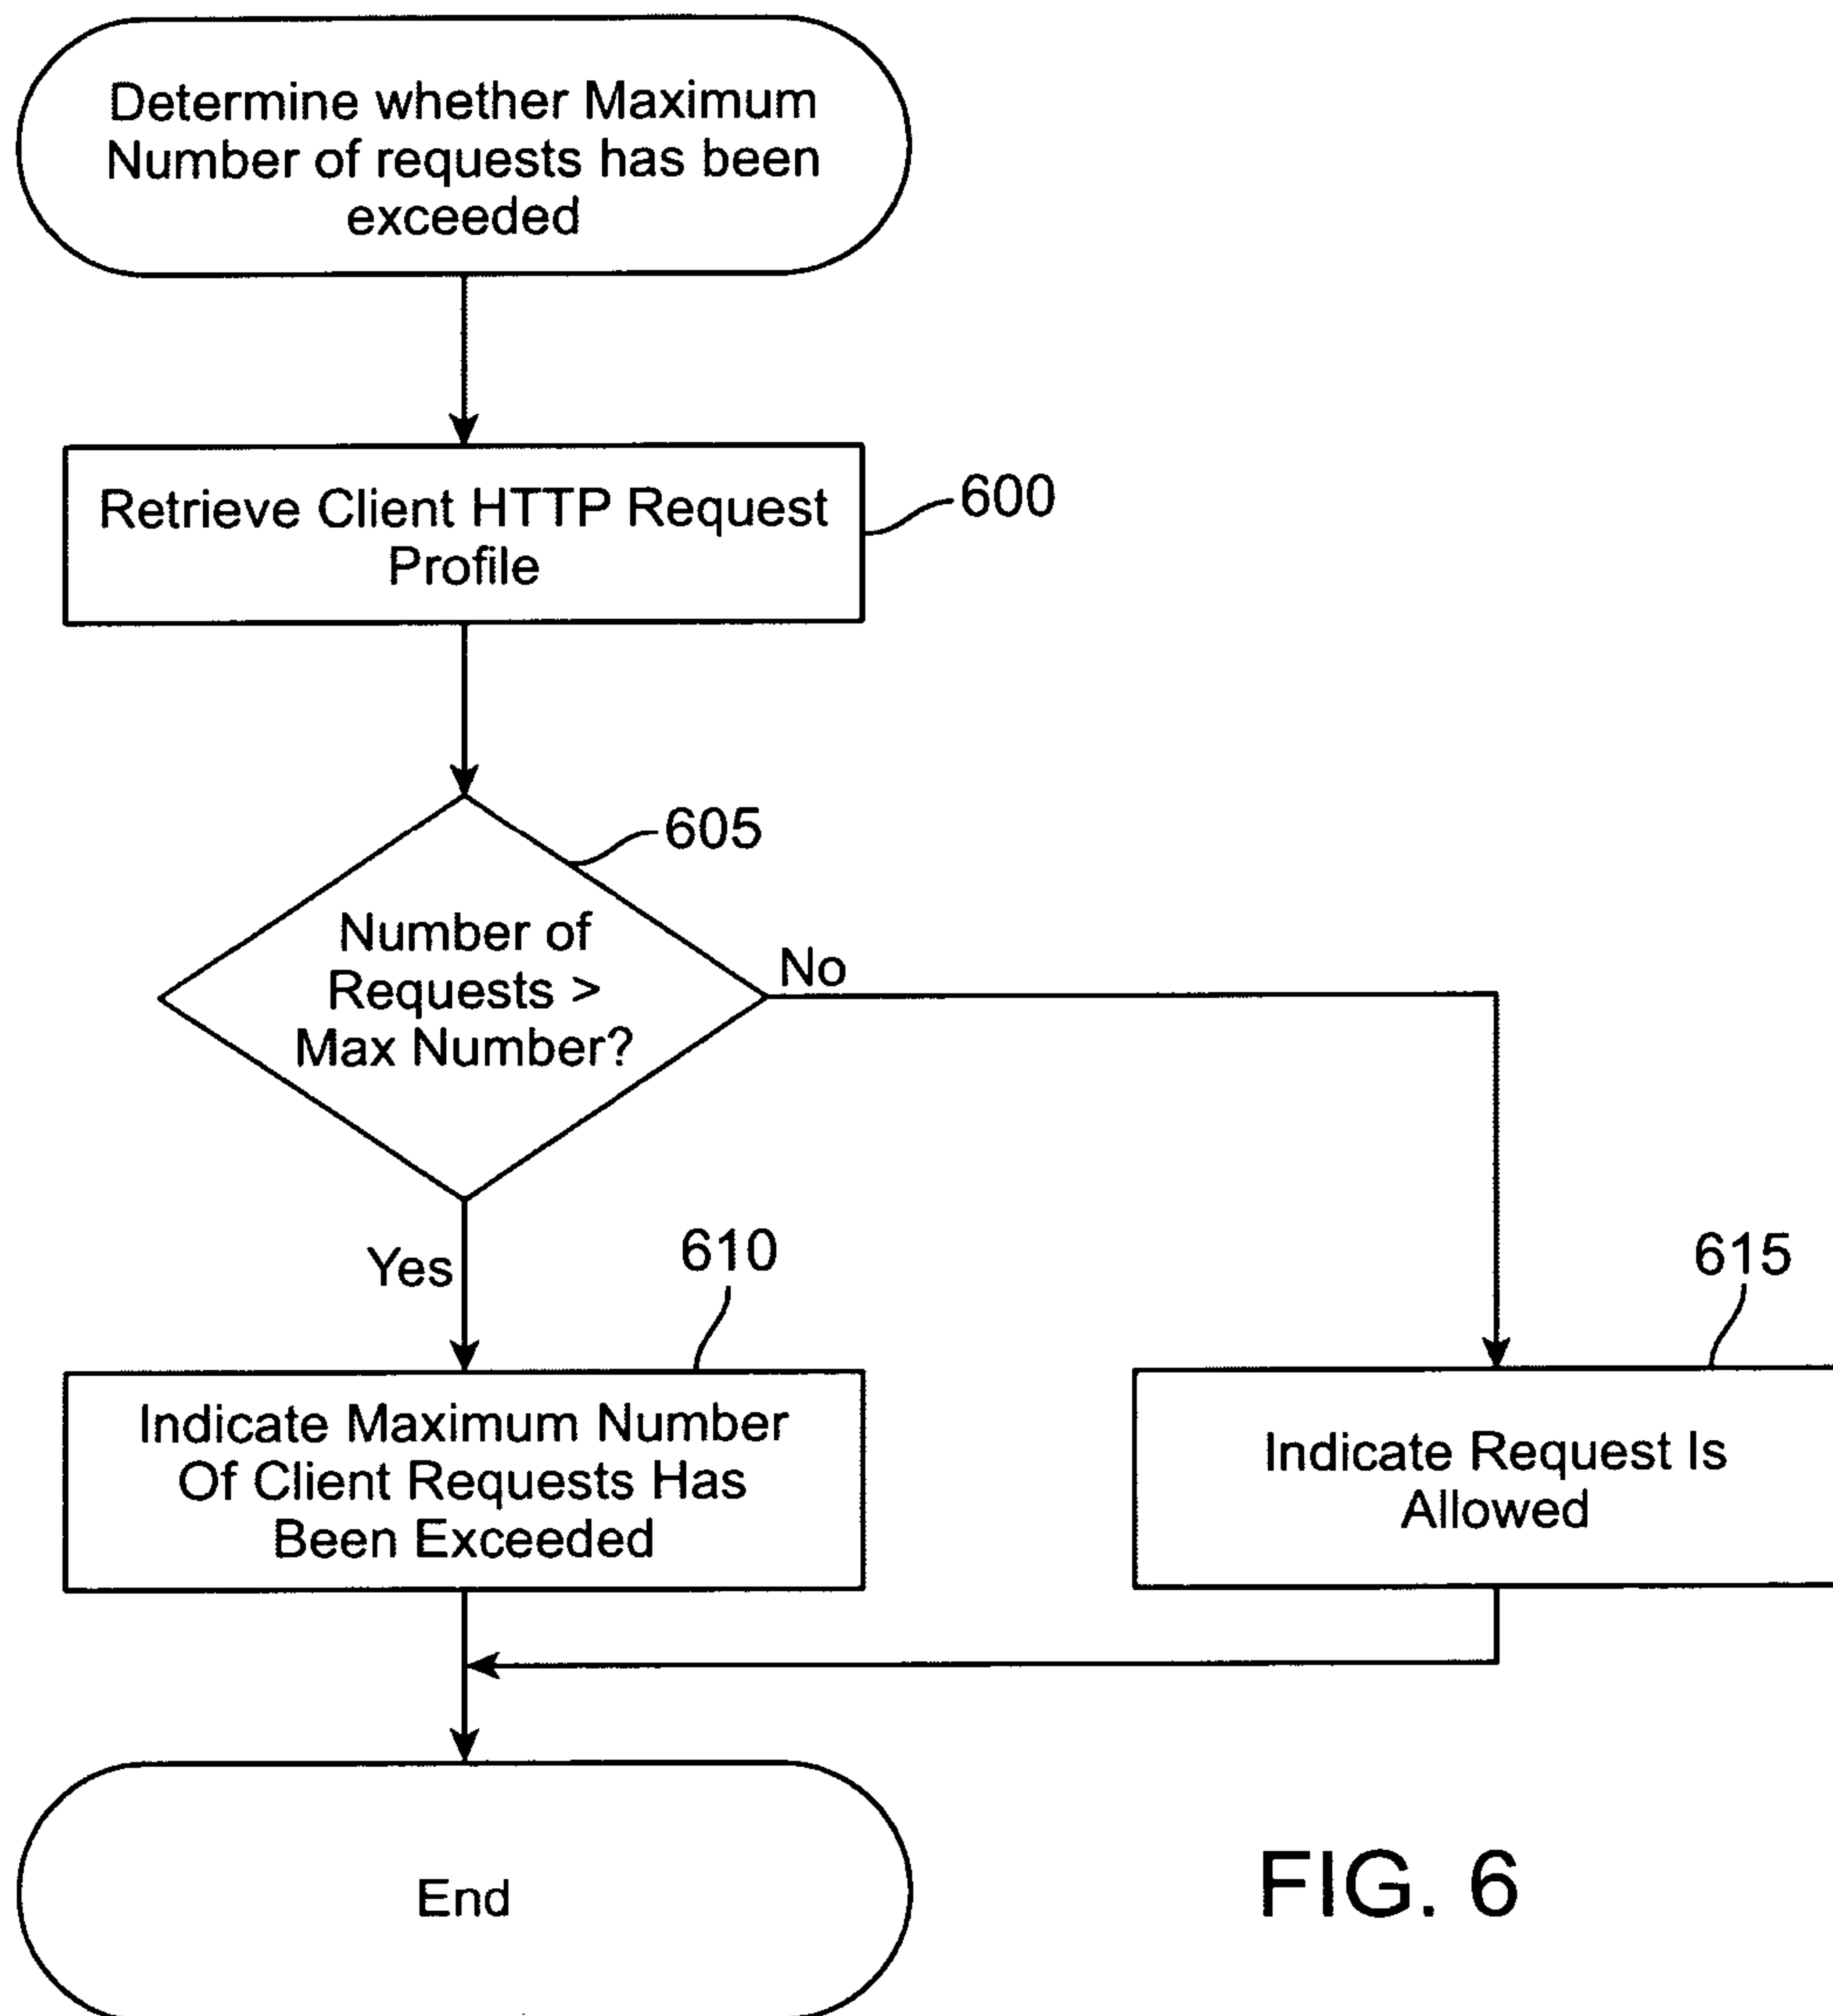 Determine whether Maximum
Number of requests has been
exceeded
Retrieve Client HTTP Request
Profile
600
605
Number of
Requests >
Max Number?
No
Yes
610
615
Indicate Maximum Number
Of Client Requests Has
Been Exceeded
Indicate Request Is
Allowed
End
FIG. 6